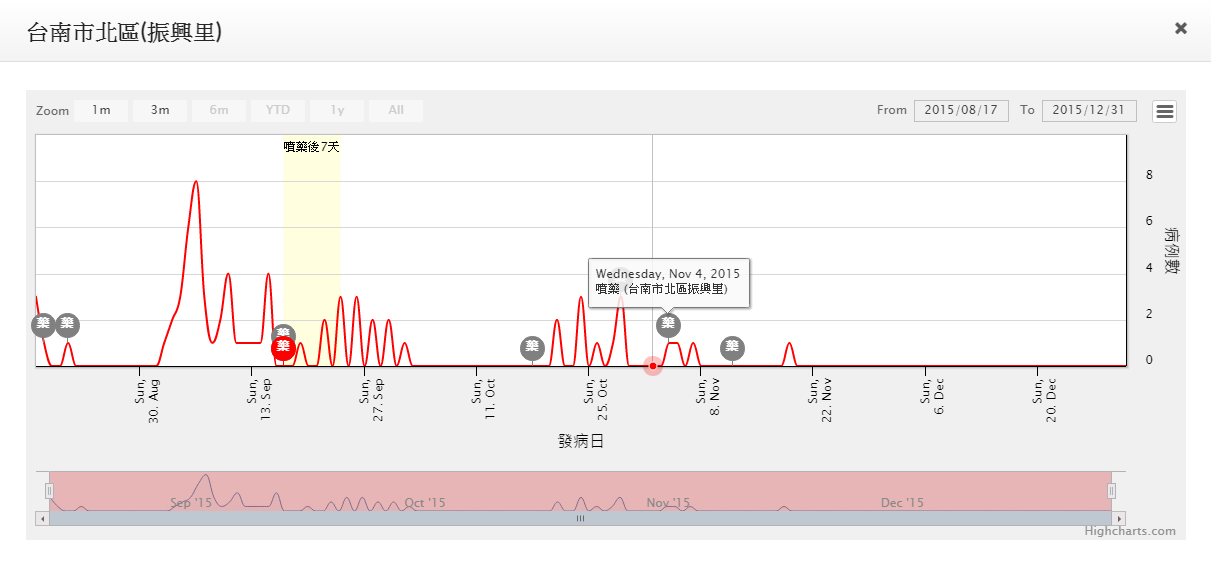 台南市北區(振興里)
×
Zoom 1m 3m 6m YTD 1y All From 2015/08/17 To 2015/12/31
噴藥後7天
8
6
4
2
0
病例數
Wednesday, Nov 4, 2015
噴藥 (台南市北區振興里)
藥 藥 藥 藥 藥 藥 藥
Sun, 30. Aug
Sun, 13. Sep
Sun, 27. Sep
Sun, 11. Oct
Sun, 25. Oct
Sun, 8. Nov
Sun, 22. Nov
Sun, 6. Dec
Sun, 20. Dec
發病日
Sep '15 Oct '15 Nov '15 Dec '15
Highcharts.com